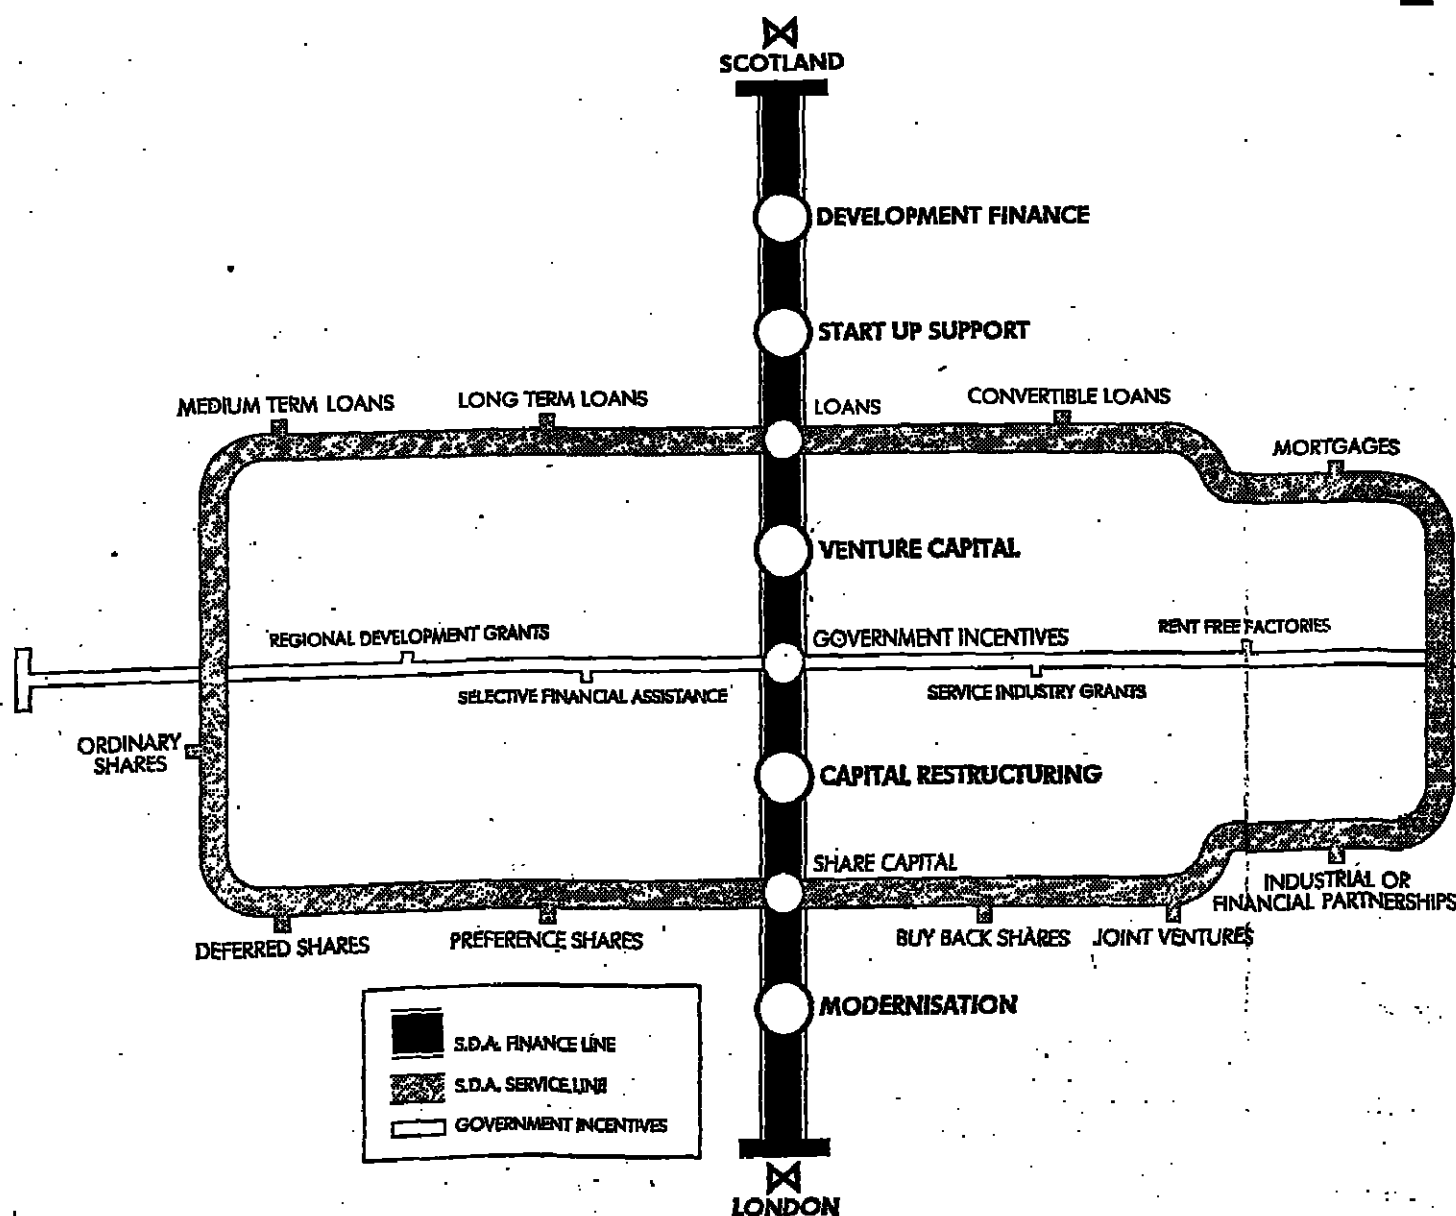 SCOTLAND
DEVELOPMENT FINANCE
START UP SUPPORT
MEDIUM TERM LOANS
LONG TERM LOANS
LOANS
CONVERTIBLE LOANS
MORTGAGES
VENTURE CAPITAL
REGIONAL DEVELOPMENT GRANTS
GOVERNMENT INCENTIVES
RENT FREE FACTORIES
SELECTIVE FINANCIAL ASSISTANCE
SERVICE INDUSTRY GRANTS
ORDINARY
SHARES
CAPITAL RESTRUCTURING
SHARE CAPITAL
INDUSTRIAL OR
FINANCIAL PARTNERSHIPS
DEFERRED SHARES
PREFERENCE SHARES
BUY BACK SHARES
JOINT VENTURES
MODERNISATION
S.D.A. FINANCE LINE
S.D.A. SERVICE LINE
GOVERNMENT INCENTIVES
LONDON